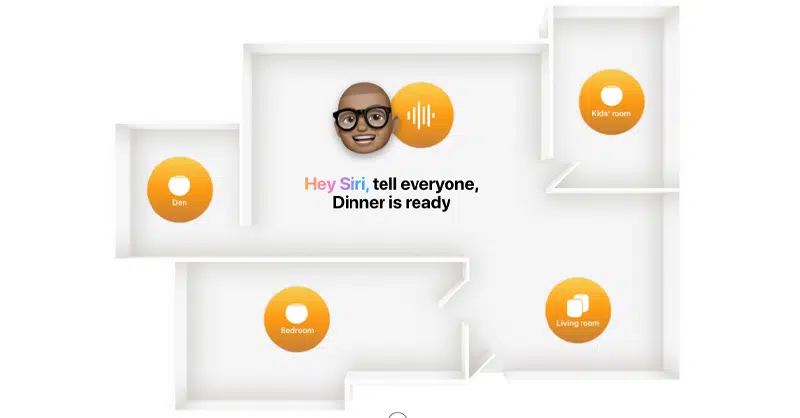 Kids' room
Hey Siri, tell everyone,
Dinner is ready
Den
Bedroom
Living room